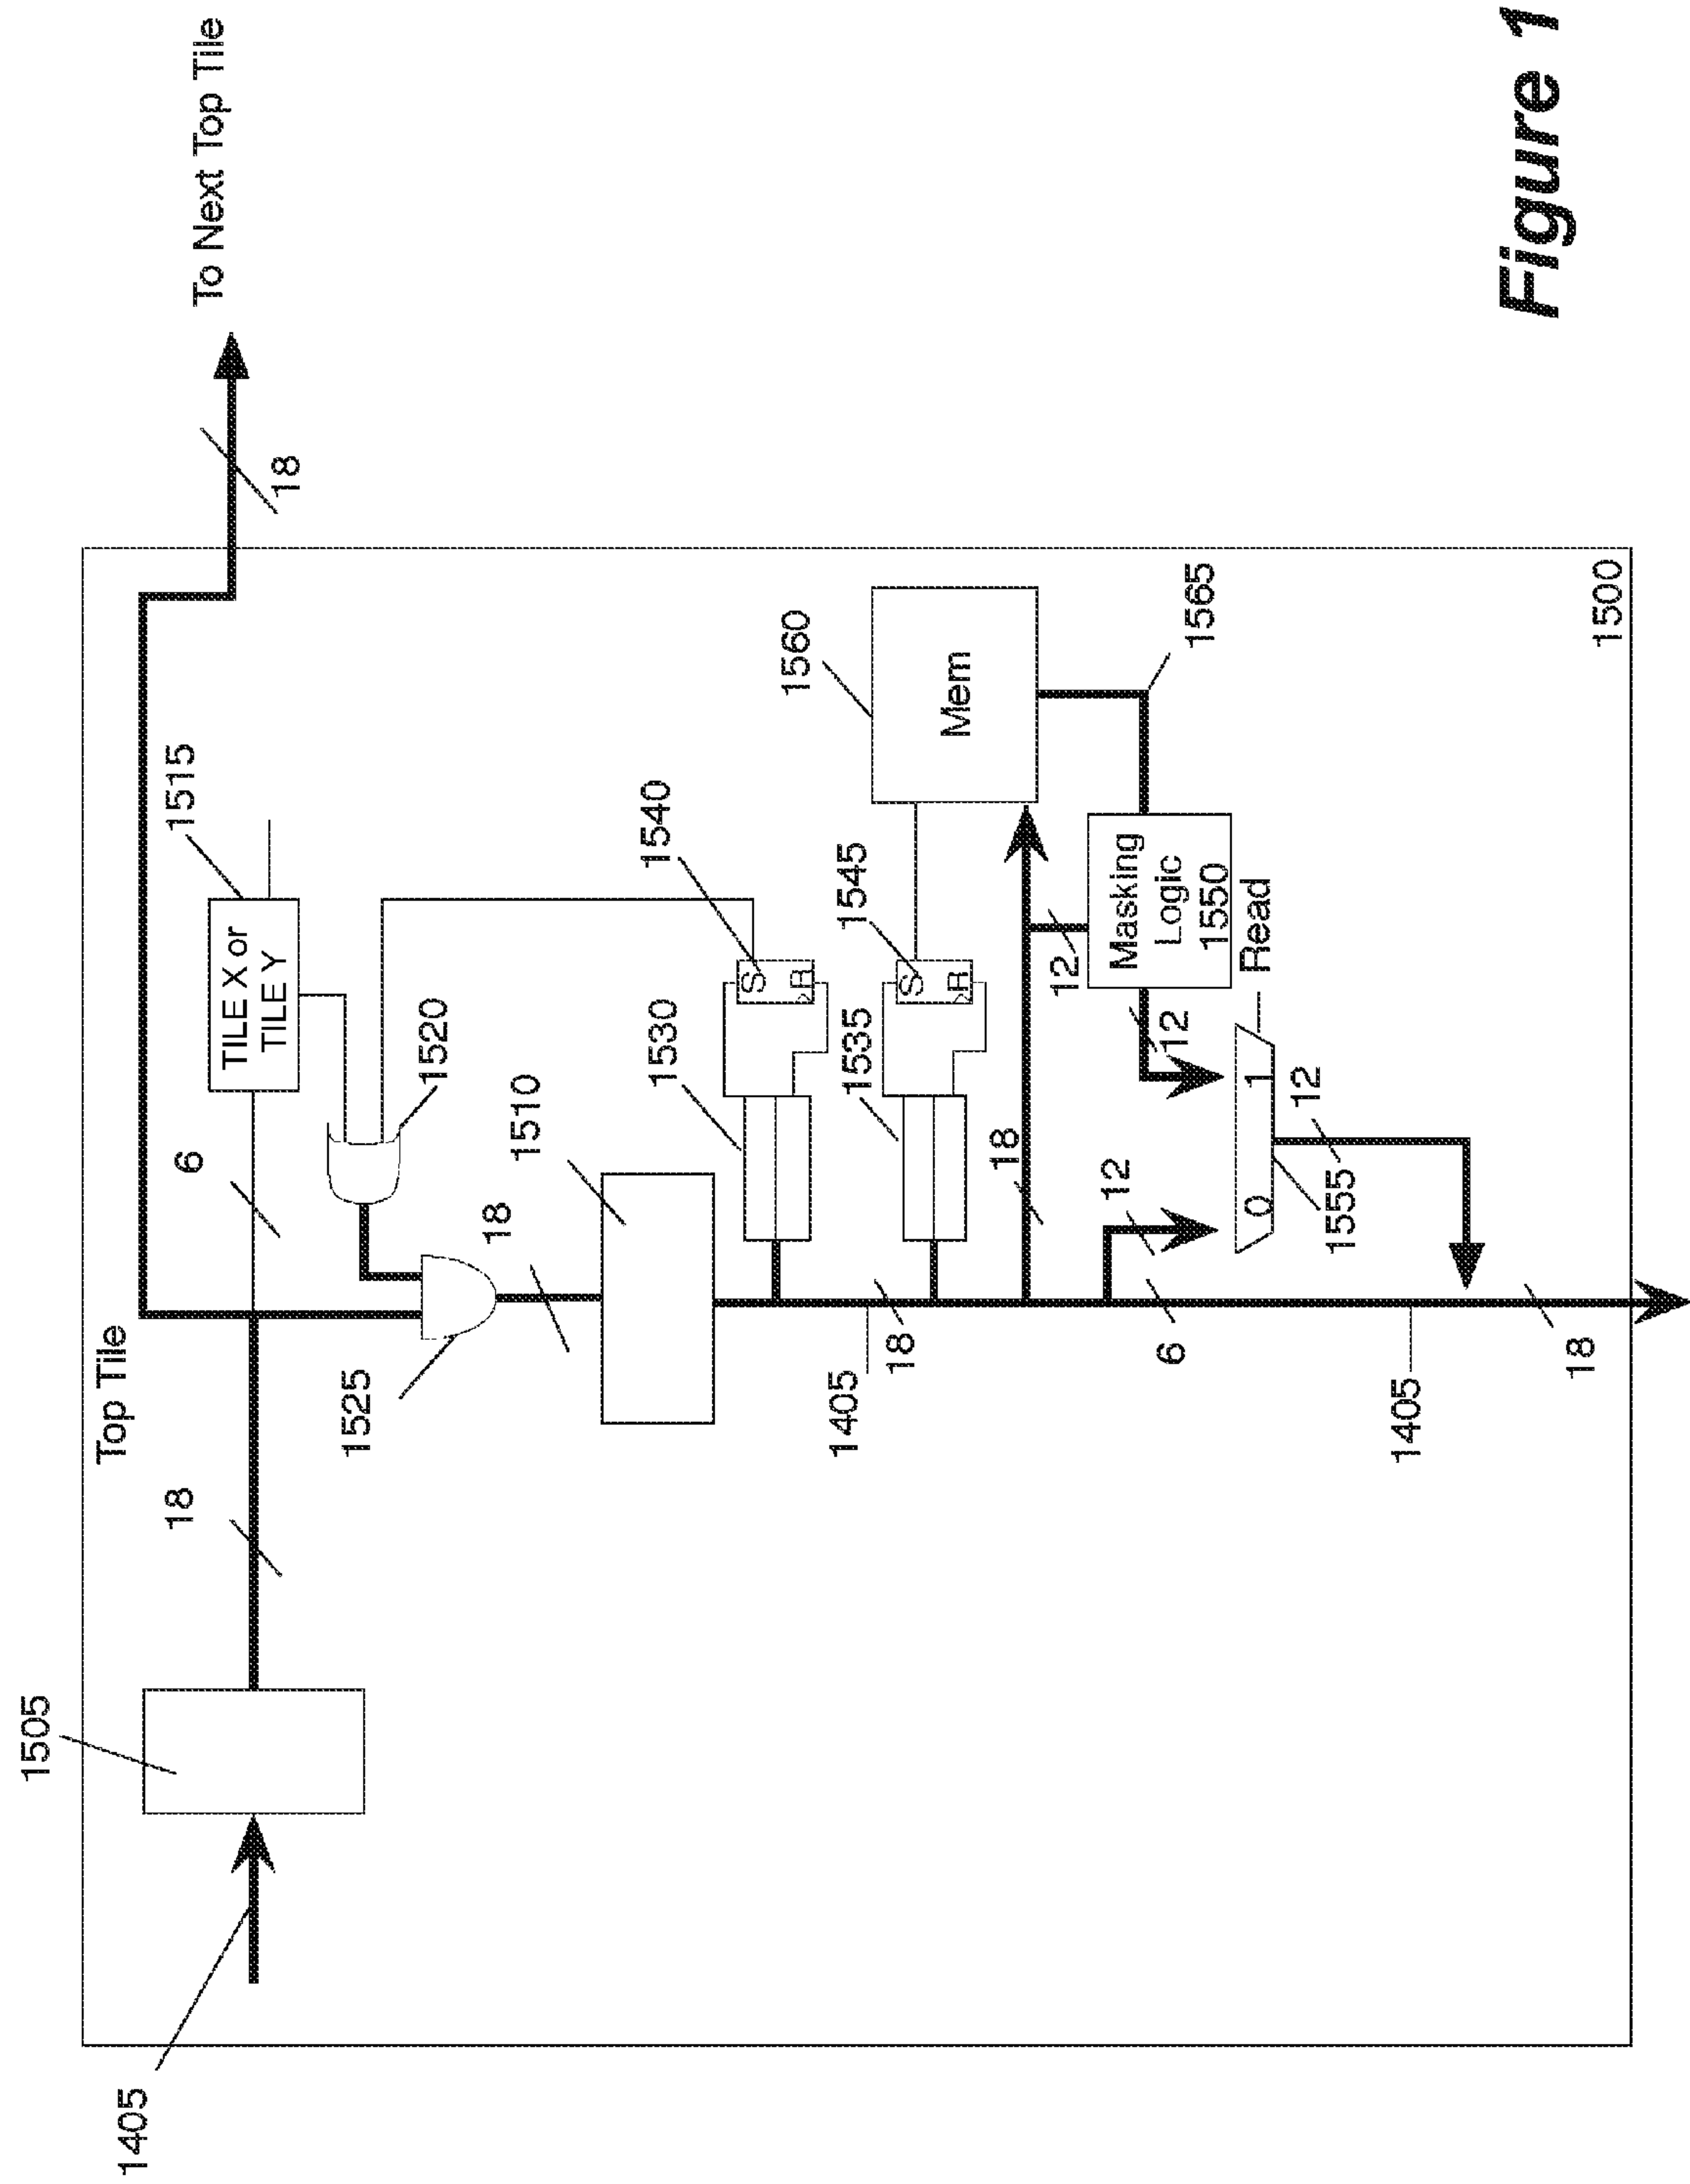 Top Tile
To Next Top Tile
1405
1505
18
6
TILE X or
TILE Y
1515
18
1520
1525
18
1510
1530
S
R
1540
1405
18
1535
S
R
1545
18
Mem
1560
12
Masking
Logic
1550
1565
12
12
6
0
1
Read
1555
12
1405
18
1500
Figure 1